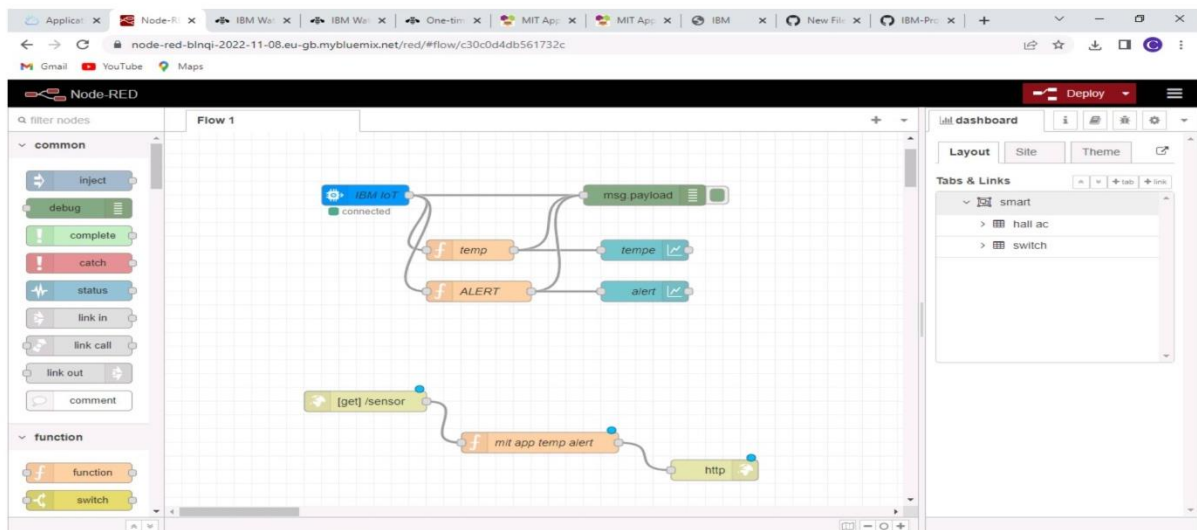 Applicat
Node-R
IBM Wat
IBM Wat
One-tim
MIT App
MIT App
IBM
New File
IBM-Pro
node-red-blnqi-2022-11-08.eu-gb.mybluemix.net/red/#flow/c30c0d4db561732c
C
Gmail YouTube Maps
Node-RED
Deploy
filter nodes
Flow 1
dashboard
common
inject
debug
complete
catch
status
link in
link call
link out
comment
function
function
switch
IBM IoT
connected
msg.payload
temp
tempe
ALERT
alert
[get] /sensor
mit app temp alert
http
Layout Site Theme
Tabs & Links
+ tab + link
smart
hall ac
switch